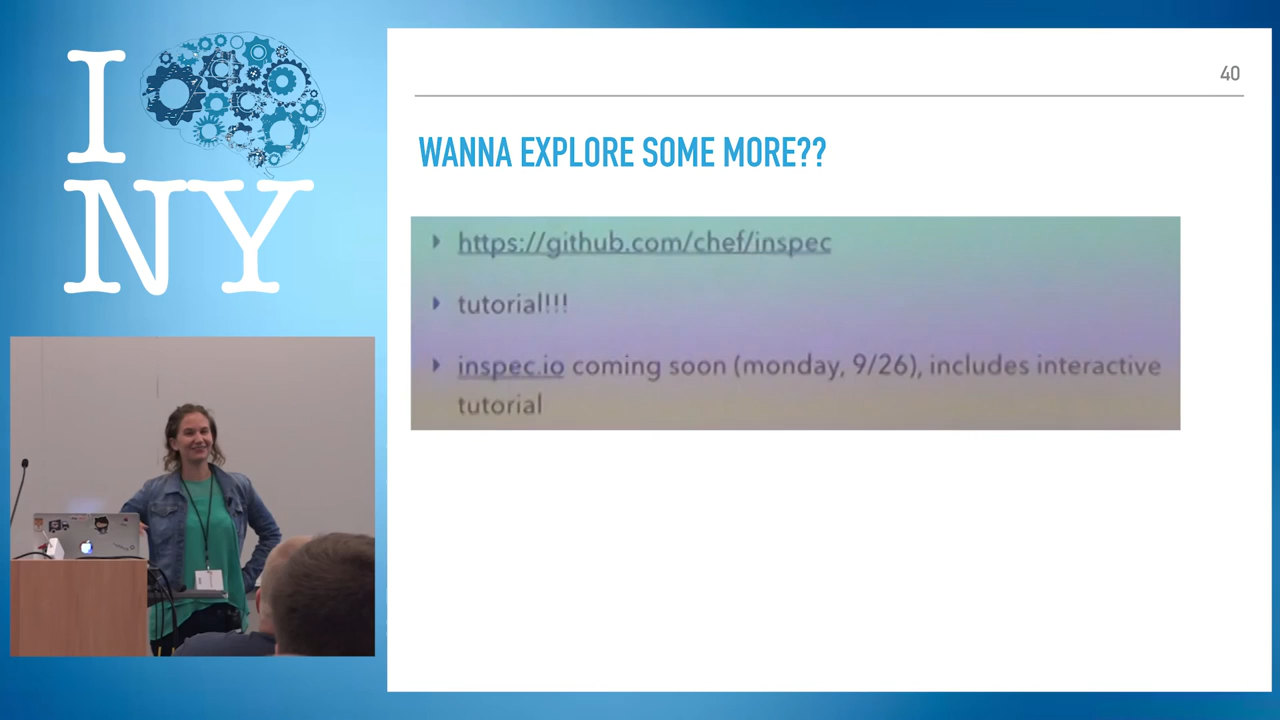 I
NY
40
WANNA EXPLORE SOME MORE??
https://github.com/chef/inspec
tutorial!!!
inspec.io coming soon (monday, 9/26), includes interactive
tutorial